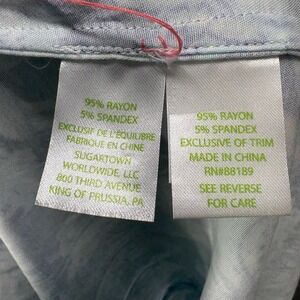 95% RAYON
5% SPANDEX
EXCLUSIF DE L'EQUILIBRE
FABRIQUE EN CHINE
SUGARTOWN
WORLDWIDE, LLC
800 THIRD AVENUE
KING OF PRUSSIA, PA
95% RAYON
5% SPANDEX
EXCLUSIVE OF TRIM
MADE IN CHINA
RN#88189
SEE REVERSE
FOR CARE